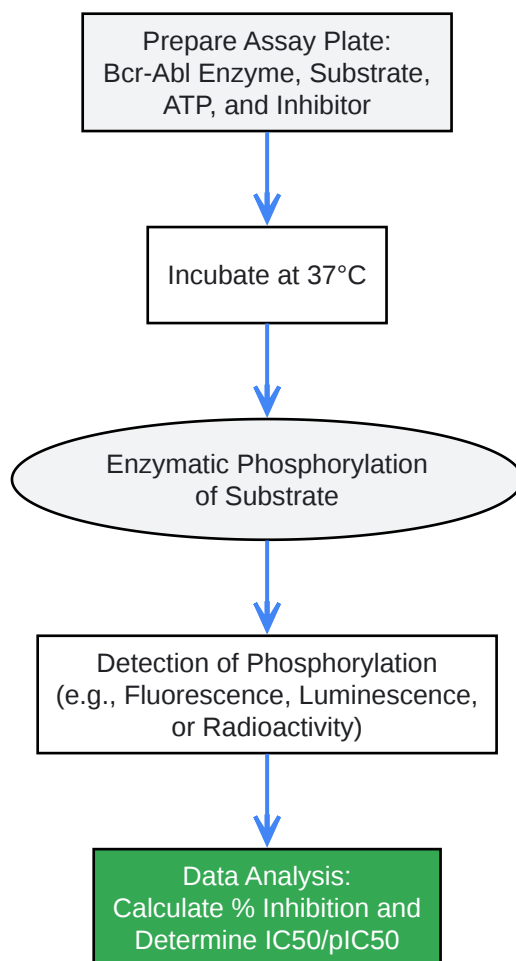 Prepare Assay Plate:
Bcr-Abl Enzyme, Substrate,
ATP, and Inhibitor
Incubate at 37°C
Enzymatic Phosphorylation
of Substrate
Detection of Phosphorylation
(e.g., Fluorescence, Luminescence,
or Radioactivity)
Data Analysis:
Calculate % Inhibition and
Determine IC50/pIC50